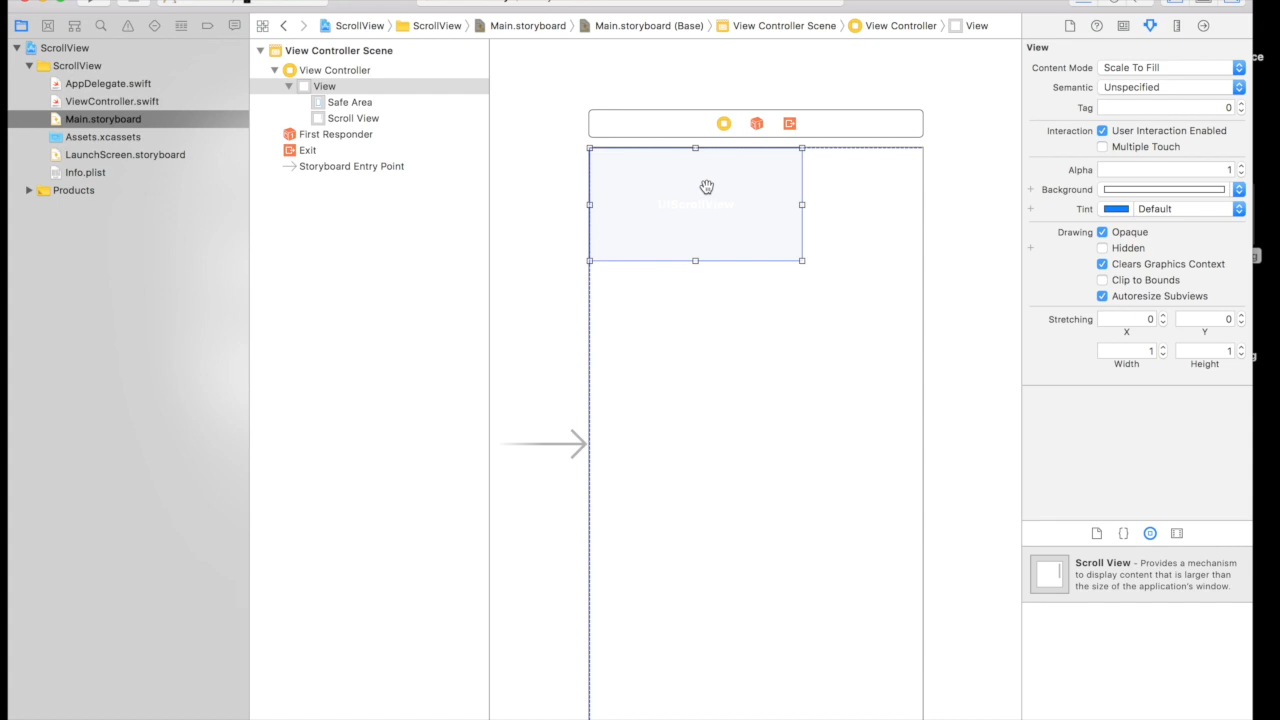 ScrollView
ScrollView
Main.storyboard
Main.storyboard (Base)
View Controller Scene
View Controller
View
ScrollView
ScrollView
AppDelegate.swift
ViewController.swift
Main.storyboard
Assets.xcassets
LaunchScreen.storyboard
Info.plist
Products
View Controller Scene
View Controller
View
Safe Area
Scroll View
First Responder
Exit
Storyboard Entry Point
UIScrollView
View
Content Mode Scale To Fill
Semantic Unspecified
Tag 0
Interaction User Interaction Enabled
Multiple Touch
Alpha 1
Background
Tint Default
Drawing Opaque
Hidden
Clears Graphics Context
Clip to Bounds
Autoresize Subviews
Stretching 0 0
X Y
1 1
Width Height
Scroll View - Provides a mechanism
to display content that is larger than
the size of the application's window.